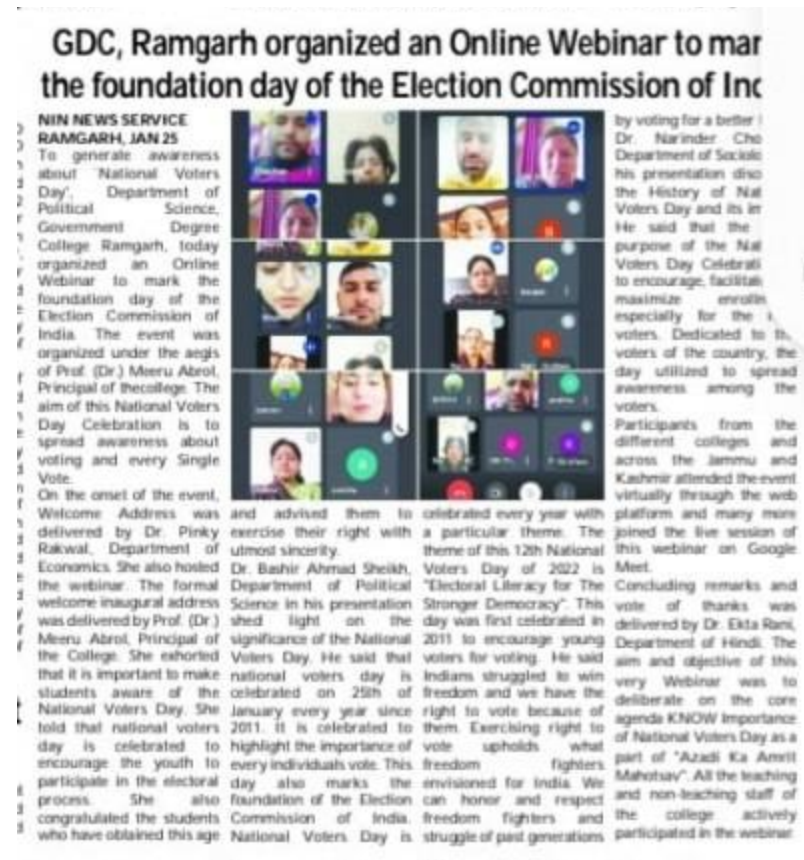 GDC, Ramgarh organized an Online Webinar to mar
the foundation day of the Election Commission of Ind
NIN NEWS SERVICE
RAMGARH, JAN 25
To generate awareness
about 'National Voters
Day', Department of
Political Science,
Government Degree
College Ramgarh, today
organized an Online
Webinar to mark the
foundation day of the
Election Commission of
India. The event was
organized under the aegis
of Prof. (Dr.) Meeru Abrol,
Principal of thecollege. The
aim of this National Voters
Day Celebration is to
spread awareness about
voting and every Single
Vote.
On the onset of the event,
Welcome Address was
delivered by Dr. Pinky
Rakwal, Department of
Economics. She also hosted
the webinar. The formal
welcome inaugural address
was delivered by Prof. (Dr.)
Meeru Abrol, Principal of
the College. She exhorted
that it is important to make
students aware of the
National Voters Day. She
told that national voters
day is celebrated to
encourage the youth to
participate in the electoral
process. She also
congratulated the students
who have obtained this age
and advised them to
exercise their right with
utmost sincerity.
Dr. Bashir Ahmad Sheikh,
Department of Political
Science in his presentation
shed light on the
significance of the National
Voters Day. He said that
national voters day is
celebrated on 25th of
January every year since
2011. It is celebrated to
highlight the importance of
every individuals vote. This
day also marks the
foundation of the Election
Commission of India.
National Voters Day is
celebrated every year with
a particular theme. The
theme of this 12th National
Voters Day of 2022 is
"Electoral Literacy for The
Stronger Democracy". This
day was first celebrated in
2011 to encourage young
voters for voting. He said
Indians struggled to win
freedom and we have the
right to vote because of
them. Exercising right to
vote upholds what
freedom fighters
envisioned for India. We
can honor and respect
freedom fighters and
struggle of past generations
by voting for a better
Dr. Narinder Cho
Department of Sociolo
his presentation disc
the History of Nat
Voters Day and its im
He said that the
purpose of the Nat
Voters Day Celebrati
to encourage, facilitat
maximize enrolln
especially for the
voters. Dedicated to the
voters of the country, the
day utilized to spread
awareness among the
voters.
Participants from the
different colleges and
across the Jammu and
Kashmir attended the event
virtually through the web
platform and many more
joined the live session of
this webinar on Google
Meet.
Concluding remarks and
vote of thanks was
delivered by Dr. Ekta Rani,
Department of Hindi. The
aim and objective of this
very Webinar was to
deliberate on the core
agenda KNOW Importance
of National Voters Day as a
part of "Azadi Ka Amrit
Mahotsav". All the teaching
and non-teaching staff of
the college actively
participated in the webinar.